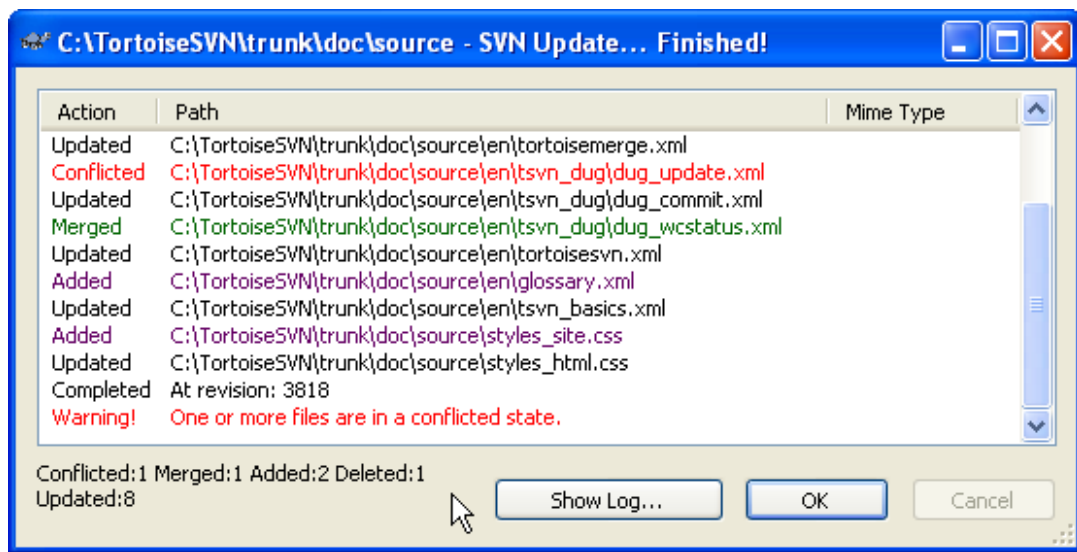 C:\TortoiseSVN\trunk\doc\source - SVN Update... Finished!
Action Path Mime Type
Updated C:\TortoiseSVN\trunk\doc\source\en\tortoisemerge.xml
Conflicted C:\TortoiseSVN\trunk\doc\source\en\tsvn_dug\dug_update.xml
Updated C:\TortoiseSVN\trunk\doc\source\en\tsvn_dug\dug_commit.xml
Merged C:\TortoiseSVN\trunk\doc\source\en\tsvn_dug\dug_wcstatus.xml
Updated C:\TortoiseSVN\trunk\doc\source\en\tortoisesvn.xml
Added C:\TortoiseSVN\trunk\doc\source\en\glossary.xml
Updated C:\TortoiseSVN\trunk\doc\source\en\tsvn_basics.xml
Added C:\TortoiseSVN\trunk\doc\source\styles_site.css
Updated C:\TortoiseSVN\trunk\doc\source\styles_html.css
Completed At revision: 3818
Warning! One or more files are in a conflicted state.
Conflicted:1 Merged:1 Added:2 Deleted:1
Updated:8
Show Log... OK Cancel